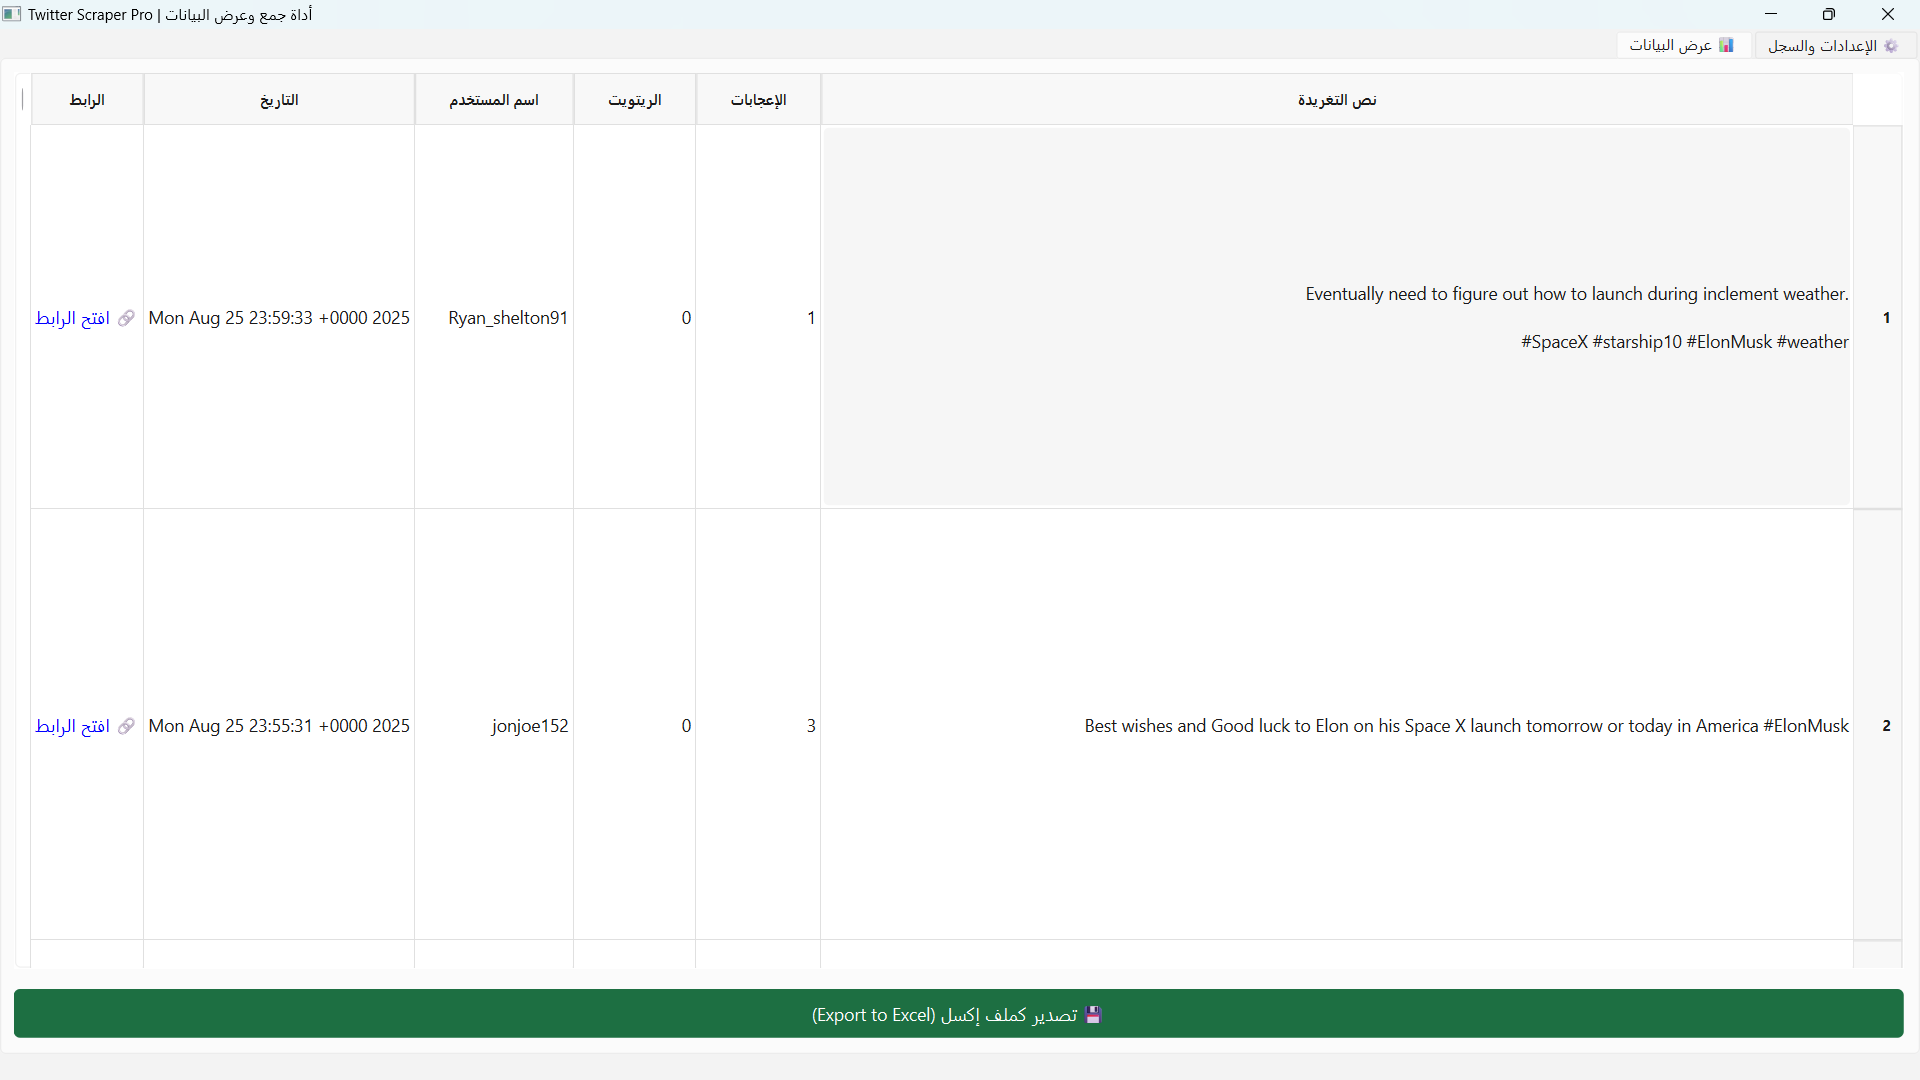 Twitter Scraper Pro | أداة جمع وعرض البيانات
الإعدادات والسجل
عرض البيانات
نص التغريدة
الإعجابات
الريتويت
اسم المستخدم
التاريخ
الرابط
1
Eventually need to figure out how to launch during inclement weather.
#SpaceX #starship10 #ElonMusk #weather
1
0
Ryan_shelton91
Mon Aug 25 23:59:33 +0000 2025
افتح الرابط
2
Best wishes and Good luck to Elon on his Space X launch tomorrow or today in America #ElonMusk
3
0
jonjoe152
Mon Aug 25 23:55:31 +0000 2025
افتح الرابط
تصدير كملف إكسل (Export to Excel)